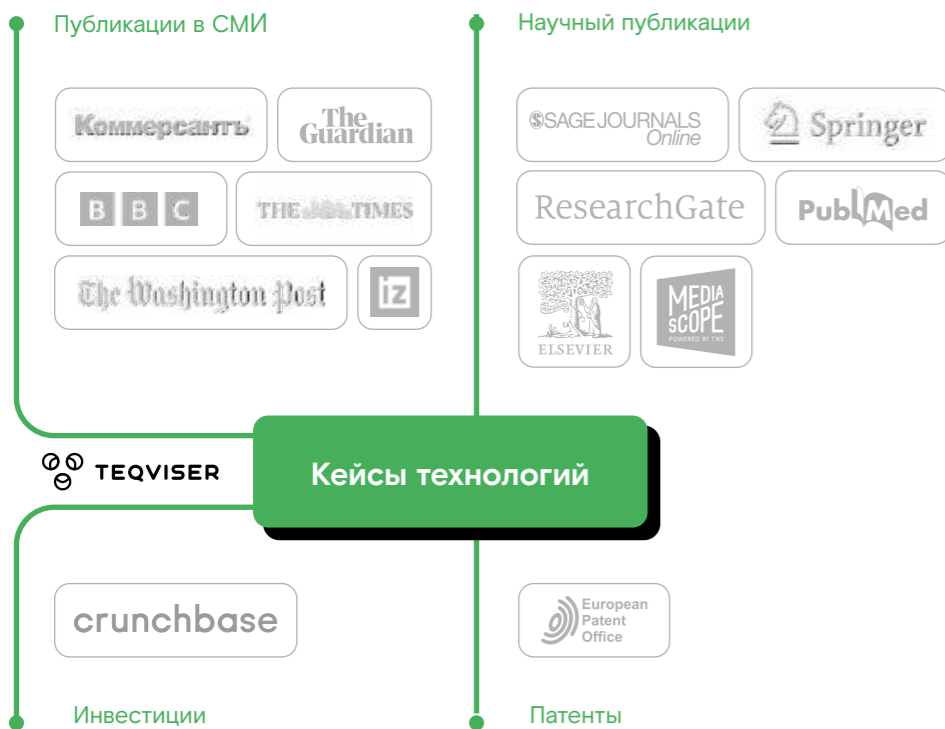 Публикации в СМИ
Коммерсантъ
The
Guardian
BBC
THE TIMES
The Washington Post
iz
Научный публикации
SAGE JOURNALS
Online
Springer
ResearchGate
PubMed
ELSEVIER
MEDIA
SCOPE
POWERED BY TNS
TEQVISER
Кейсы технологий
crunchbase
European
Patent
Office
Инвестиции
Патенты